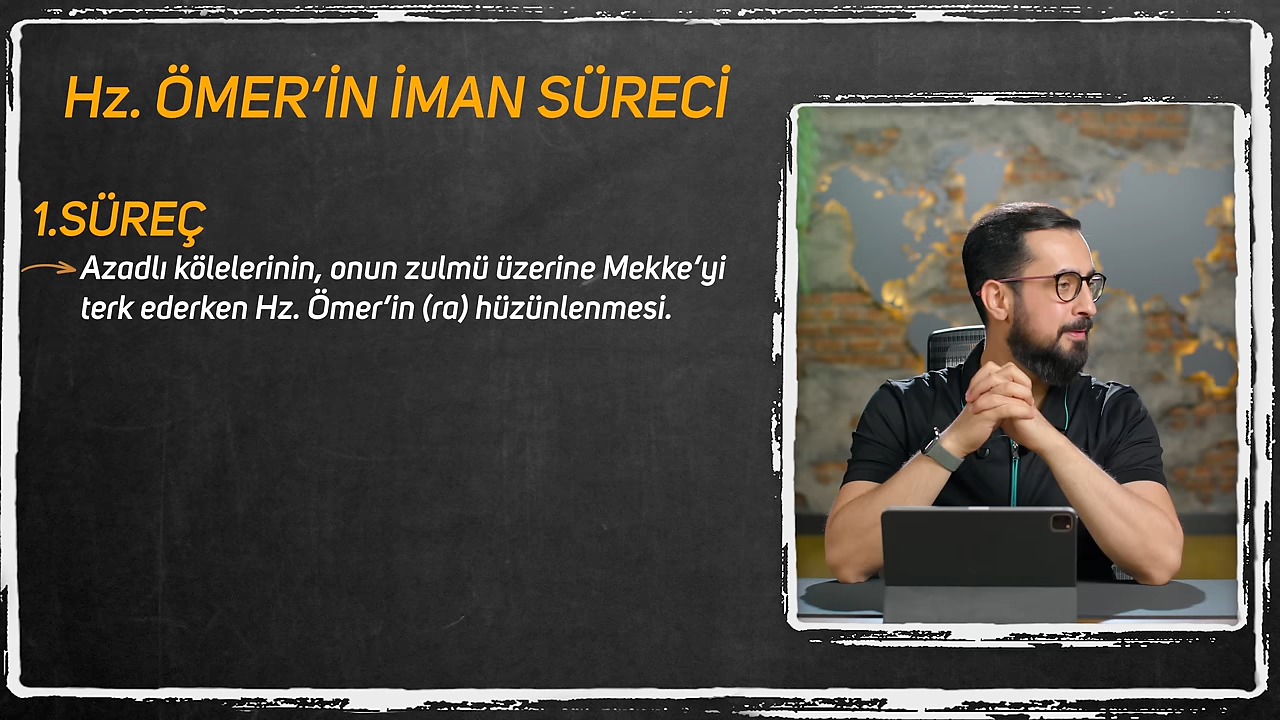 Hz. ÖMER’İN İMAN SÜRECİ
1.SÜREÇ
Azadlı kölelerinin, onun zulmü üzerine Mekke’yi
terk ederken Hz. Ömer’in (ra) hüzünlenmesi.